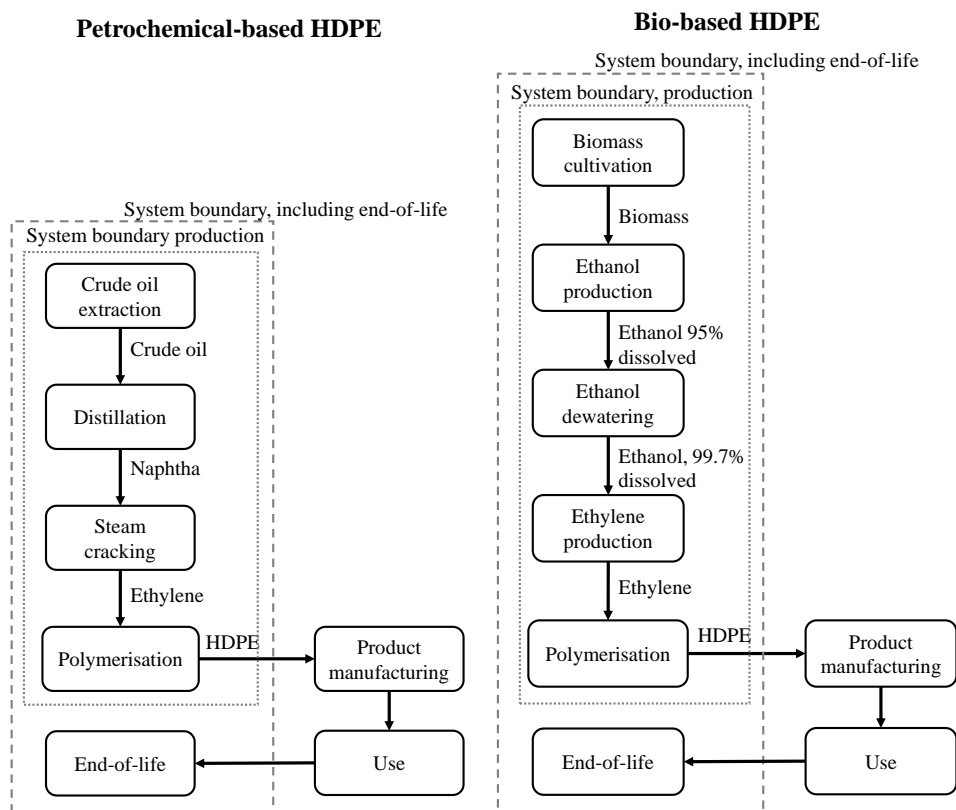 Petrochemical-based HDPE
System boundary, including end-of-life
System boundary production
Crude oil
extraction
Crude oil
Distillation
Naphtha
Steam
cracking
Ethylene
Polymerisation
HDPE
Product
manufacturing
End-of-life
Use
Bio-based HDPE
System boundary, including end-of-life
System boundary, production
Biomass
cultivation
Biomass
Ethanol
production
Ethanol 95%
dissolved
Ethanol
dewatering
Ethanol, 99.7%
dissolved
Ethylene
production
Ethylene
Polymerisation
HDPE
Product
manufacturing
End-of-life
Use